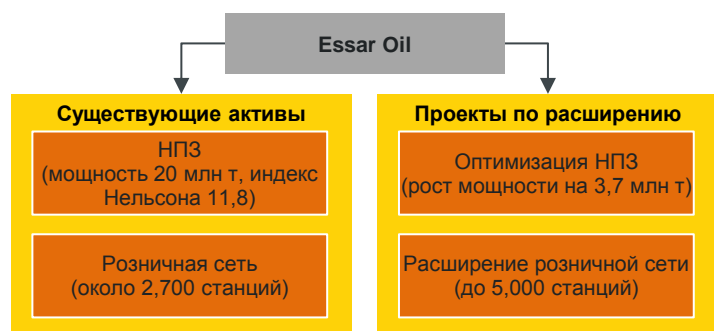 Essar Oil
Существующие активы
НПЗ
(мощность 20 млн т, индекс
Нельсона 11,8)
Розничная сеть
(около 2,700 станций)
Проекты по расширению
Оптимизация НПЗ
(рост мощности на 3,7 млн т)
Расширение розничной сети
(до 5,000 станций)